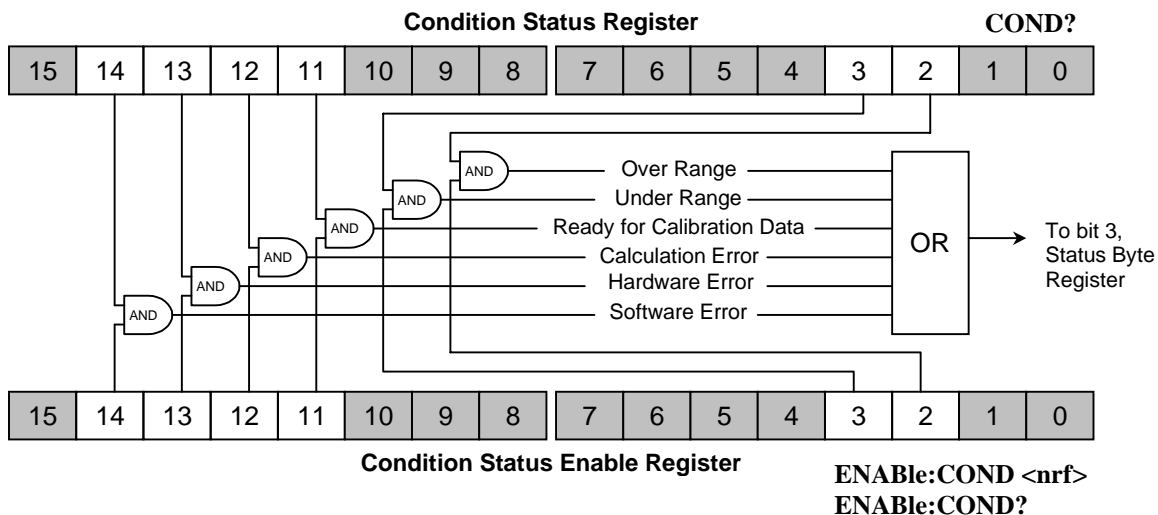 Condition Status Register COND?
15 14 13 12 11 10 9 8 7 6 5 4 3 2 1 0
AND Over Range
AND Under Range
AND Ready for Calibration Data
AND Calculation Error
AND Hardware Error
AND Software Error
OR
To bit 3,
Status Byte
Register
15 14 13 12 11 10 9 8 7 6 5 4 3 2 1 0
Condition Status Enable Register
ENABle:COND <nrf>
ENABle:COND?